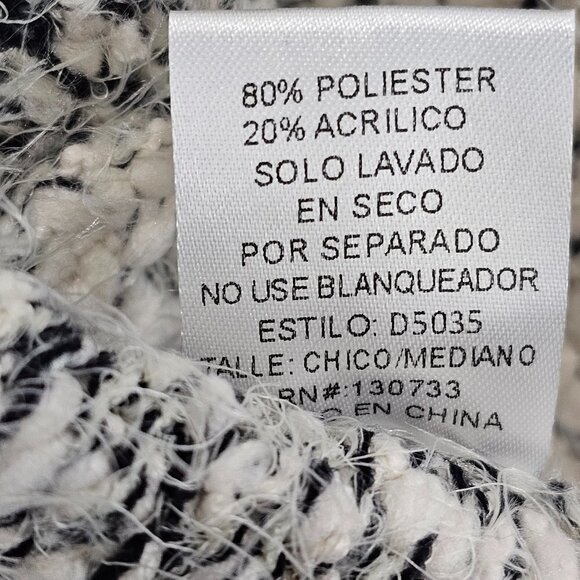 80% POLIESTER
20% ACRILICO
SOLO LAVADO
EN SECO
POR SEPARADO
NO USE BLANQUEADOR
ESTILO: D5035
TALLE: CHICO/MEDIANO
RN#:130733
EN CHINA